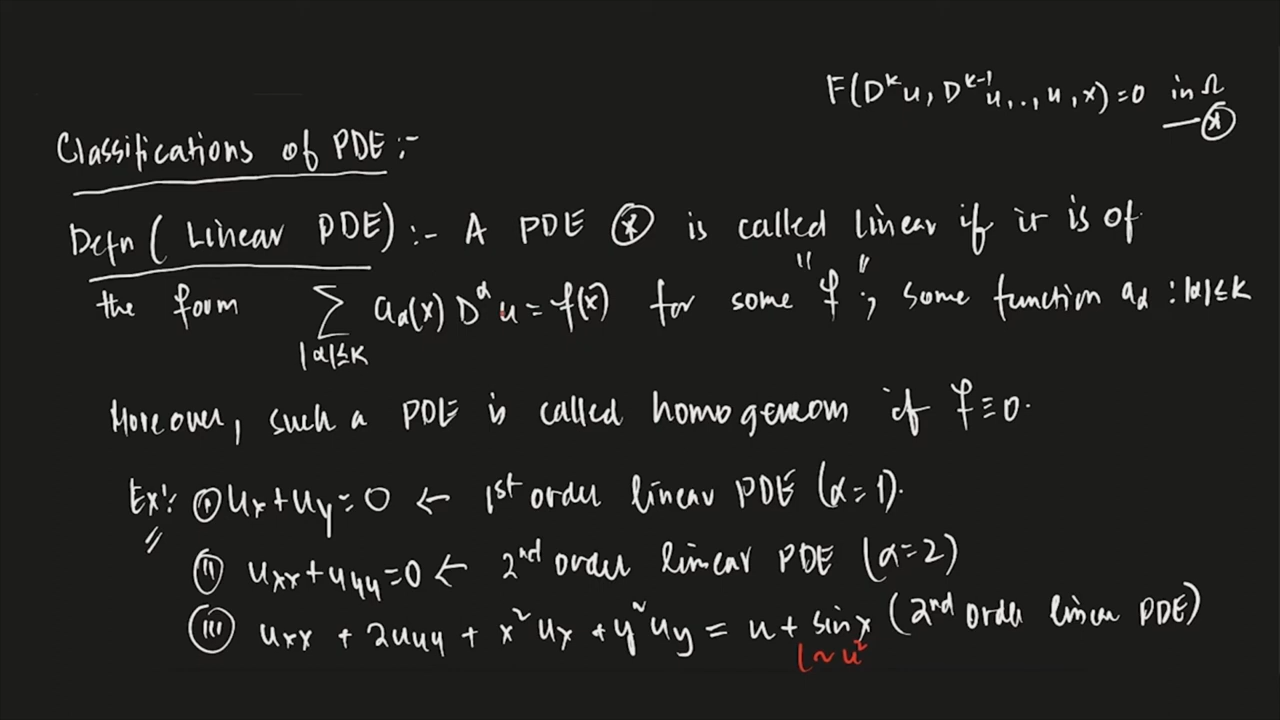 F(Dᵏu, Dᵏ⁻¹u, .., u, x) = 0 in Ω
— ⊛
Classifications of PDE :-
Defn ( Linear PDE) :- A PDE ⊛ is called linear if it is of
the form ∑_{|α|≤k} a_α(x) D^α u = f(x) for some "f" ; some function a_α : |α| ≤ k
Moreover, such a PDE is called homogeneous if f ≡ 0.
Ex: (i) u_x + u_y = 0 ← 1st order linear PDE (α = 1).
(ii) u_xx + u_yy = 0 ← 2nd order linear PDE (α = 2)
(iii) u_xx + 2u_yy + x² u_x + y² u_y = u + sin x (2nd order linear PDE)
~ u²